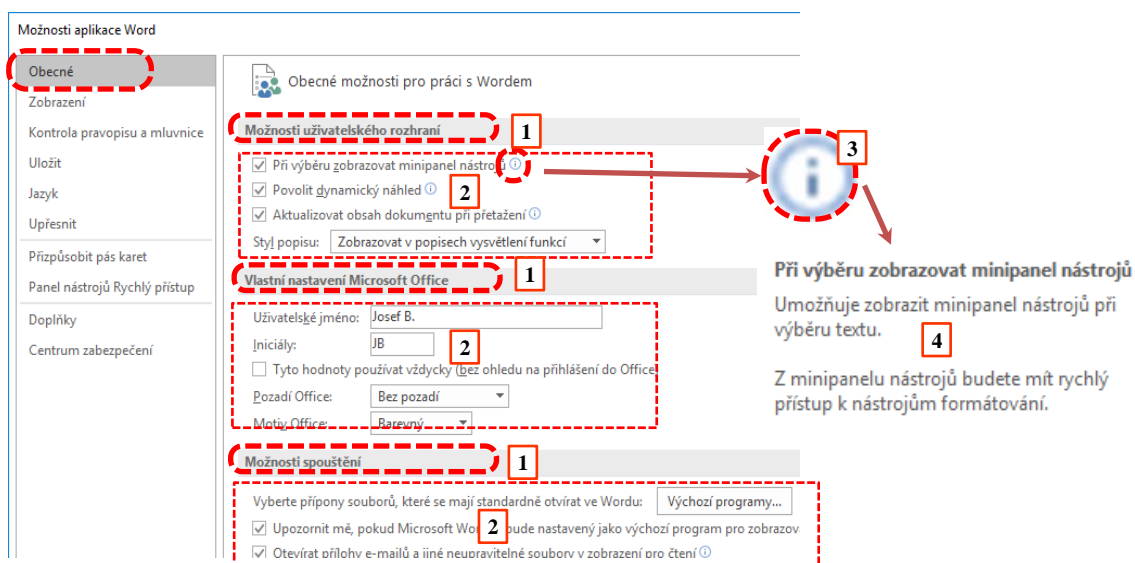 Možnosti aplikace Word
Obecné
Zobrazení
Kontrola pravopisu a mluvnice
Uložit
Jazyk
Upřesnit
Přizpůsobit pás karet
Panel nástrojů Rychlý přístup
Doplňky
Centrum zabezpečení
Obecné možnosti pro práci s Wordem
Možnosti uživatelského rozhraní 1
Při výběru zobrazovat minipanel nástrojů
Povolit dynamický náhled 2
Aktualizovat obsah dokumentu při přetažení
Styl popisu: Zobrazovat v popisech vysvětlení funkcí
Vlastní nastavení Microsoft Office 1
Uživatelské jméno: Josef B.
Iniciály: JB 2
Tyto hodnoty používat vždycky (bez ohledu na přihlášení do Office
Pozadí Office: Bez pozadí
Motiv Office: Barevný
Možnosti spouštění 1
Vyberte přípony souborů, které se mají standardně otvírat ve Wordu: Výchozí programy...
Upozornit mě, pokud Microsoft Wor 2 bude nastavený jako výchozí program pro zobrazov
Otevírat přílohy e-mailů a jiné neupravitelné soubory v zobrazení pro čtení
3
i
Při výběru zobrazovat minipanel nástrojů
Umožňuje zobrazit minipanel nástrojů při
výběru textu.
4
Z minipanelu nástrojů budete mít rychlý
přístup k nástrojům formátování.